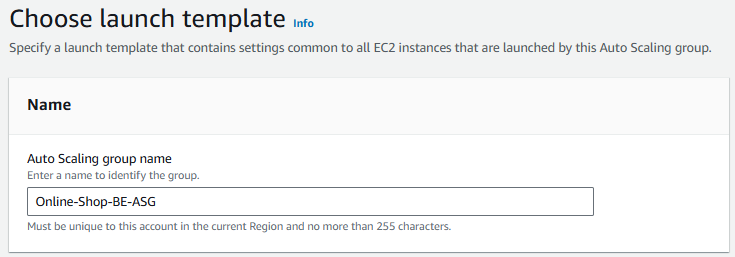 Choose launch template Info
Specify a launch template that contains settings common to all EC2 instances that are launched by this Auto Scaling group.
Name
Auto Scaling group name
Enter a name to identify the group.
Online-Shop-BE-ASG
Must be unique to this account in the current Region and no more than 255 characters.